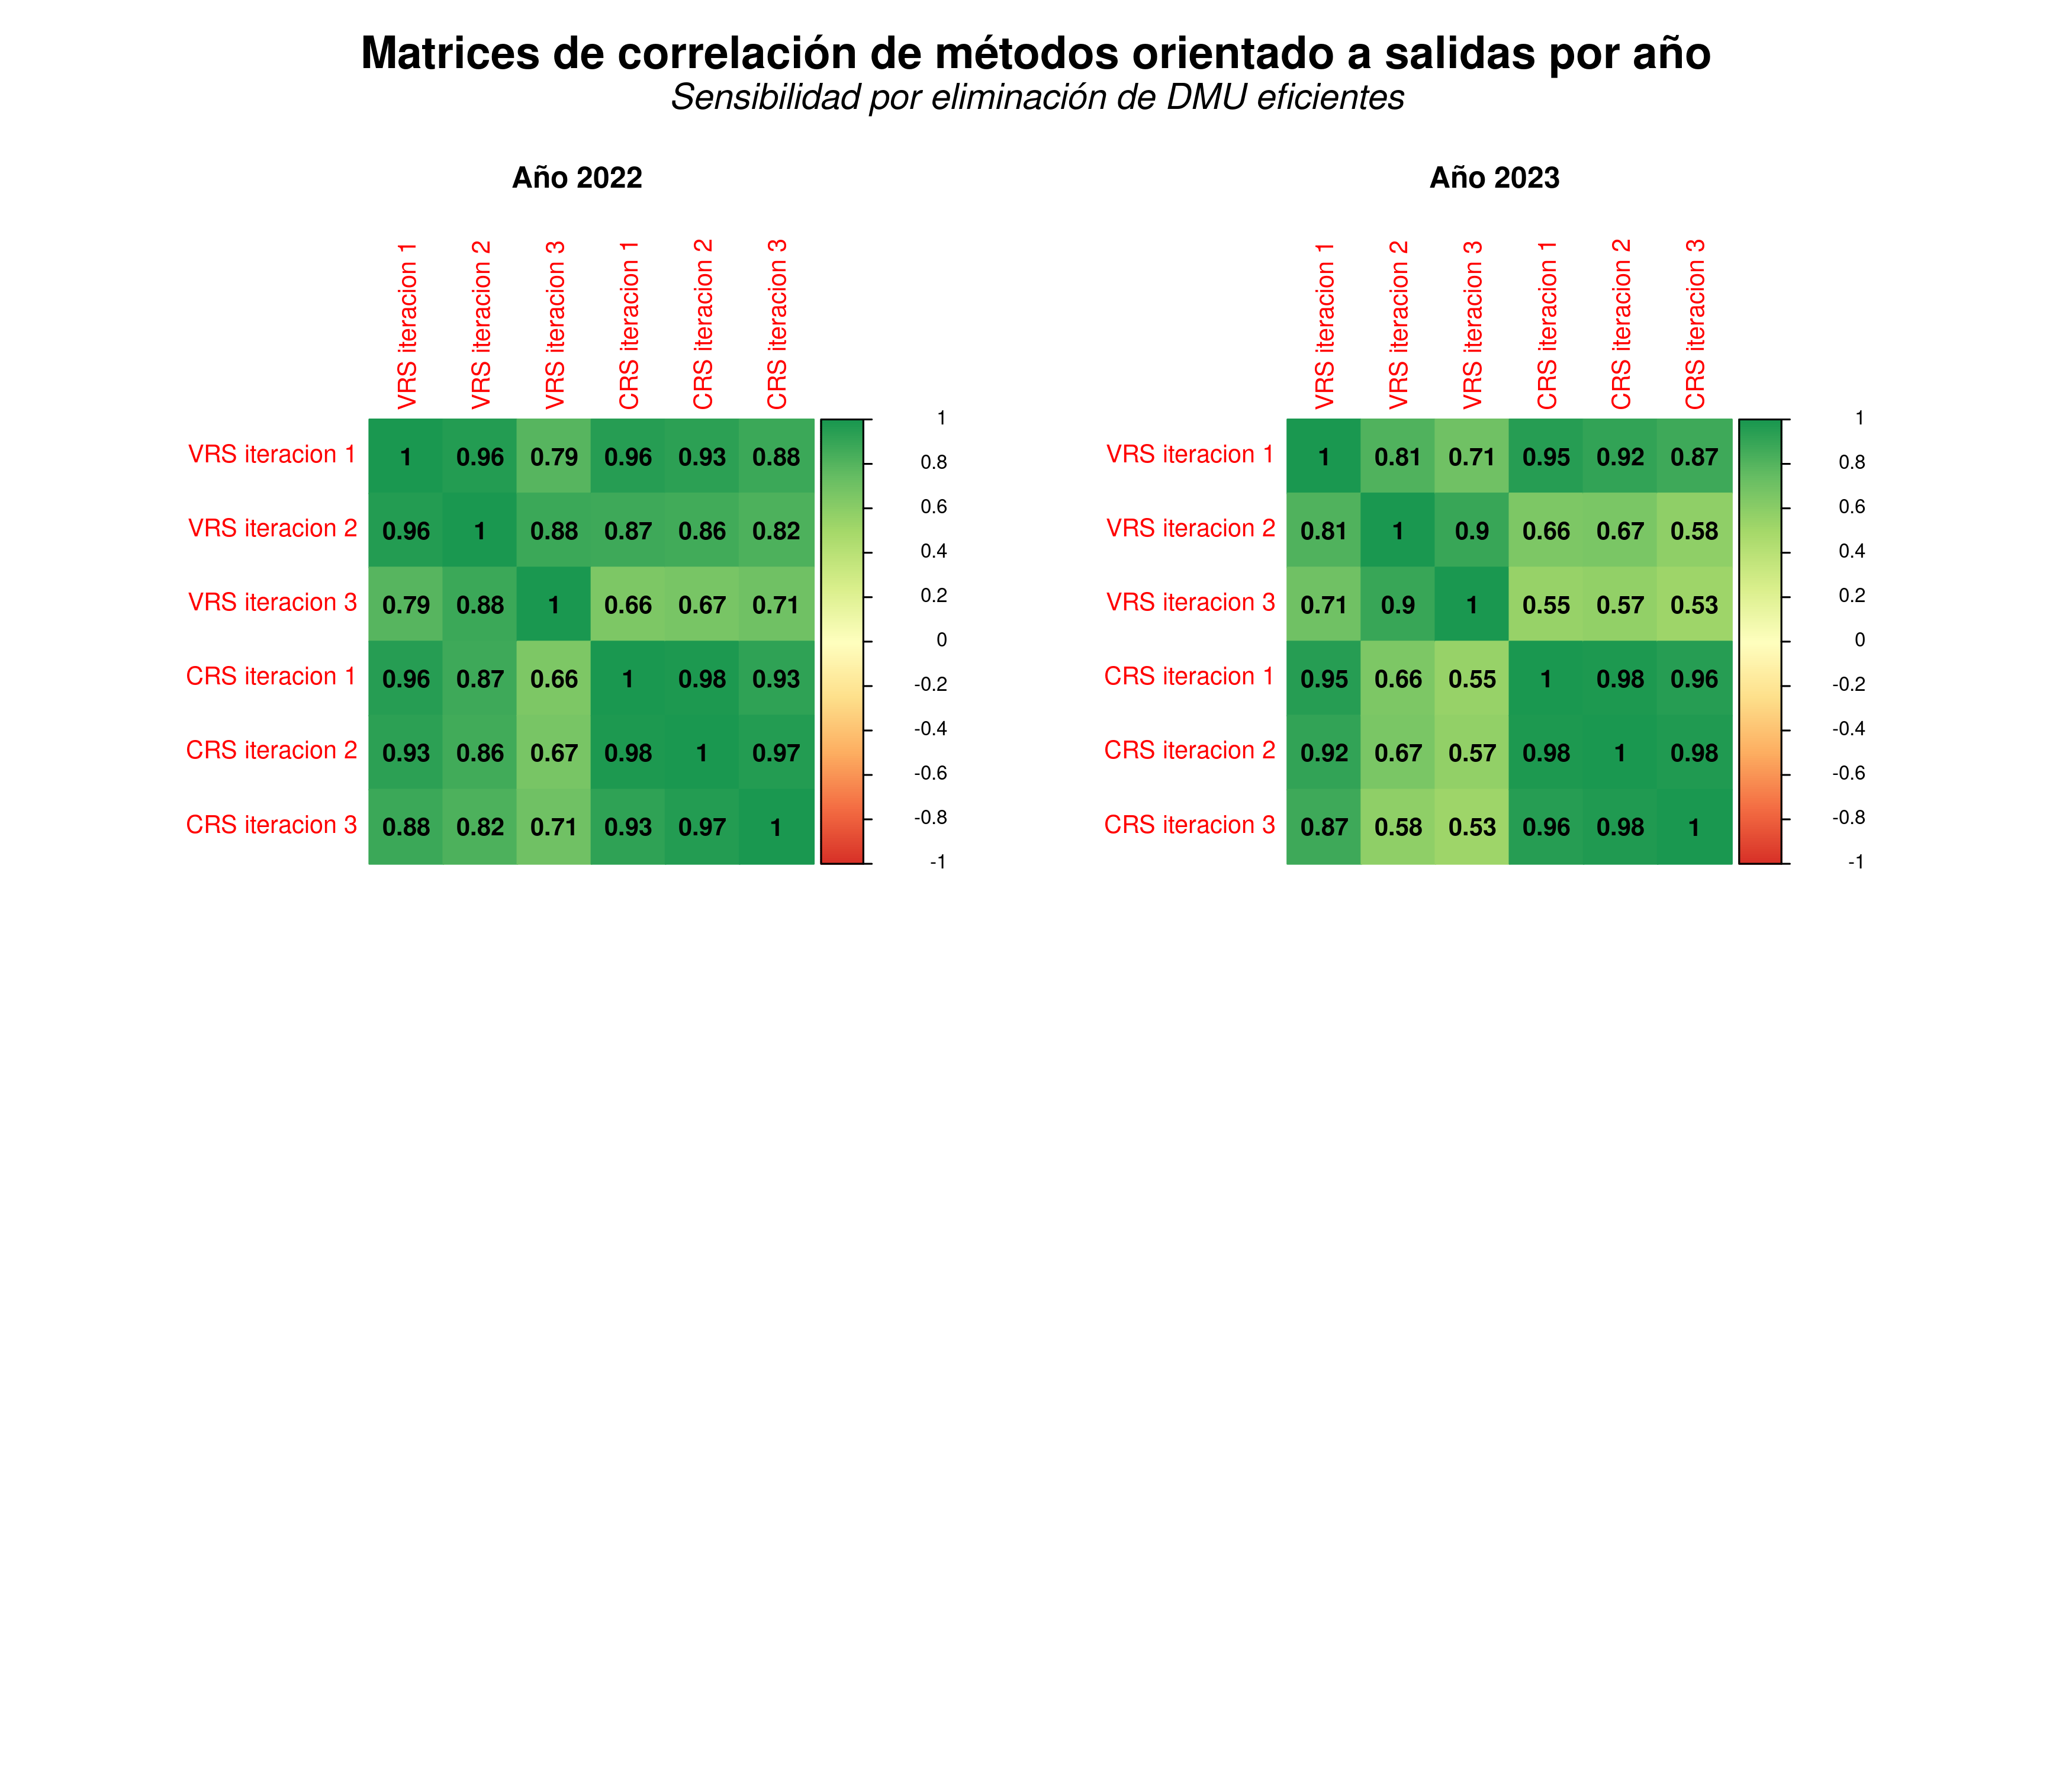 Matrices de correlación de métodos orientado a salidas por año
Sensibilidad por eliminación de DMU eficientes
Año 2022
VRS iteracion 1
VRS iteracion 2
VRS iteracion 3
CRS iteracion 1
CRS iteracion 2
CRS iteracion 3
VRS iteracion 1 1 0.96 0.79 0.96 0.93 0.88
VRS iteracion 2 0.96 1 0.88 0.87 0.86 0.82
VRS iteracion 3 0.79 0.88 1 0.66 0.67 0.71
CRS iteracion 1 0.96 0.87 0.66 1 0.98 0.93
CRS iteracion 2 0.93 0.86 0.67 0.98 1 0.97
CRS iteracion 3 0.88 0.82 0.71 0.93 0.97 1
1
0.8
0.6
0.4
0.2
0
-0.2
-0.4
-0.6
-0.8
-1
Año 2023
VRS iteracion 1
VRS iteracion 2
VRS iteracion 3
CRS iteracion 1
CRS iteracion 2
CRS iteracion 3
VRS iteracion 1 1 0.81 0.71 0.95 0.92 0.87
VRS iteracion 2 0.81 1 0.9 0.66 0.67 0.58
VRS iteracion 3 0.71 0.9 1 0.55 0.57 0.53
CRS iteracion 1 0.95 0.66 0.55 1 0.98 0.96
CRS iteracion 2 0.92 0.67 0.57 0.98 1 0.98
CRS iteracion 3 0.87 0.58 0.53 0.96 0.98 1
1
0.8
0.6
0.4
0.2
0
-0.2
-0.4
-0.6
-0.8
-1